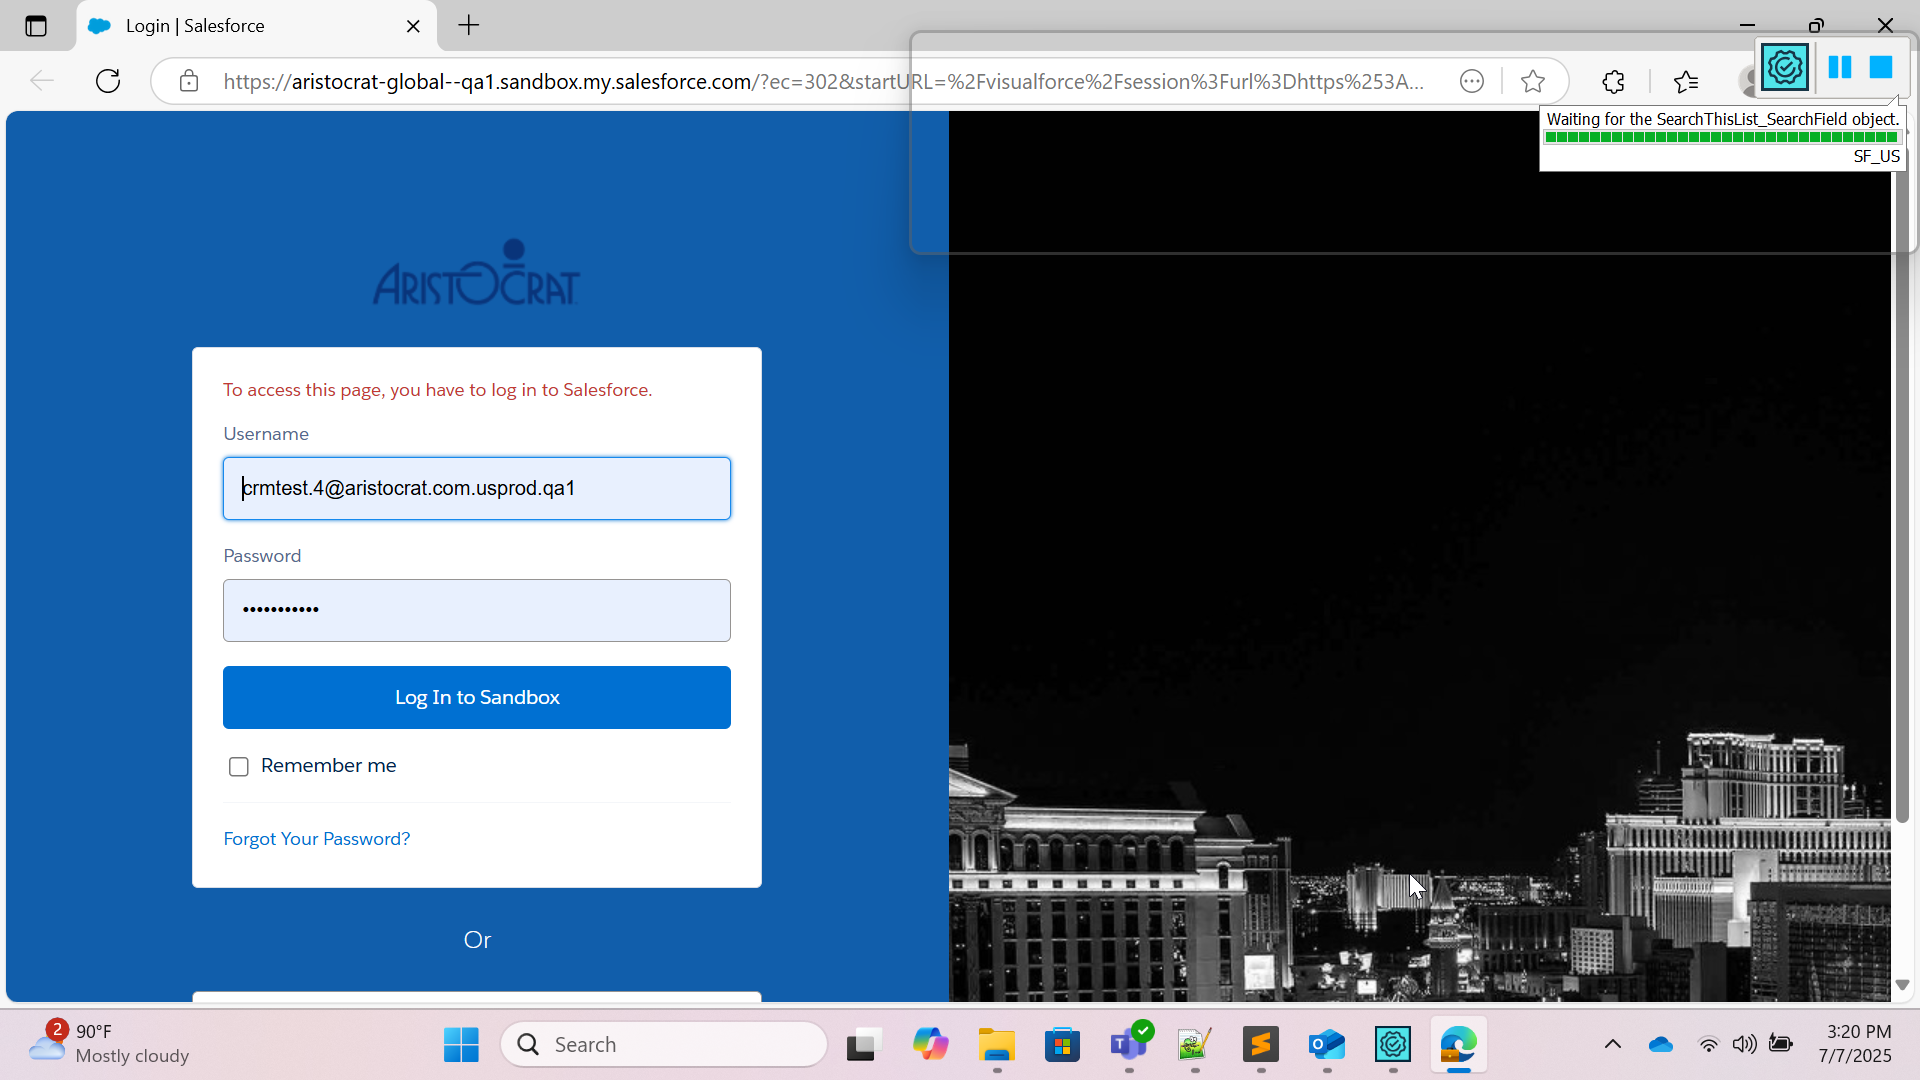 Login | Salesforce
https://aristocrat-global--qa1.sandbox.my.salesforce.com/?ec=302&startURL=%2Fvisualforce%2Fsession%3Furl%3Dhttps%253A...
Waiting for the SearchThisList_SearchField object.
SF_US
ARISTOCRAT
To access this page, you have to log in to Salesforce.
Username
crmtest.4@aristocrat.com.usprod.qa1
Password
•••••••••••
Log In to Sandbox
Remember me
Forgot Your Password?
Or
2
90°F
Mostly cloudy
Search
3:20 PM
7/7/2025